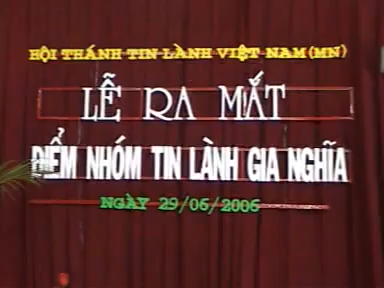 HỘI THÁNH TIN LÀNH VIỆT NAM (MN)
LỄ RA MẮT
ĐIỂM NHÓM TIN LÀNH GIA NGHĨA
NGÀY 29/06/2006